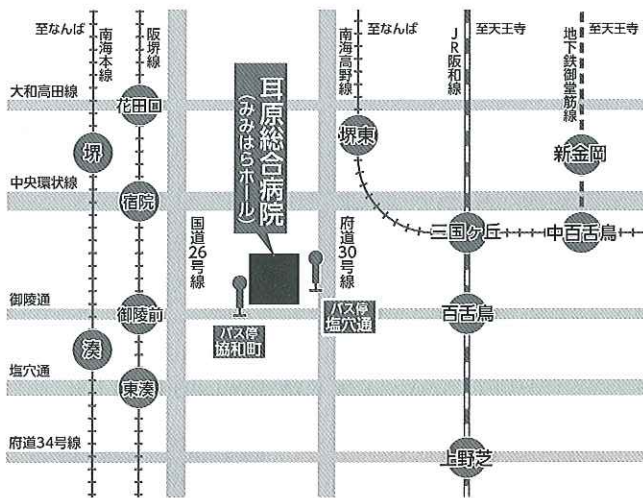 至なんば
南海本線
阪堺線
南海高野線
至なんば
JR阪和線
至天王寺
地下鉄御堂筋線
至天王寺
大和高田線
花田口
耳原総合病院
(みみはらホール)
堺
堺東
新金岡
中央環状線
宿院
国道26号線
府道30号線
三国ヶ丘
中百舌鳥
御陵通
御陵前
バス停
協和町
バス停
塩穴通
百舌鳥
湊
塩穴通
東湊
府道34号線
上野芝